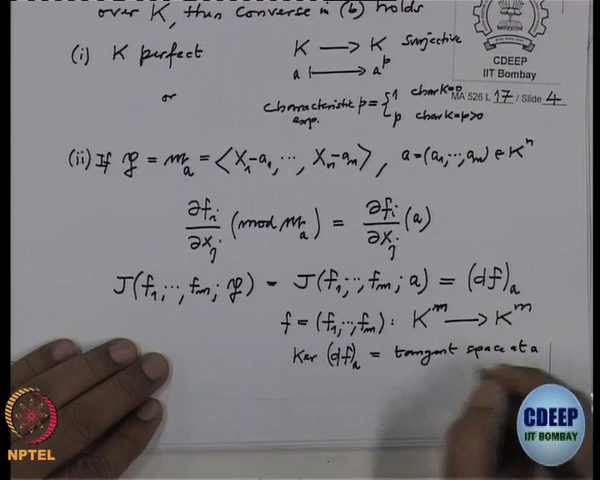 over K, then converse in (b) holds
(i) K perfect K ⟶ K surjective
a ⟼ a^p
or
characteristic exp. p = { 1 char K=0
p char K=p>0
(ii) If 𝔭 = 𝔪_a = ⟨X_1-a_1, ⋯, X_n-a_n⟩, a=(a_1,⋯,a_n) ∈ K^n
∂f_i/∂x_j (mod 𝔪_a) = ∂f_i/∂x_j (a)
J(f_1,⋯,f_m; 𝔭) = J(f_1,⋯,f_m; a) = (df)_a
f = (f_1,⋯,f_m): K^m ⟶ K^m
Ker (df)_a = tangent space at a
CDEEP
IIT Bombay
MA 526 L 17 / Slide 4
NPTEL
CDEEP
IIT BOMBAY